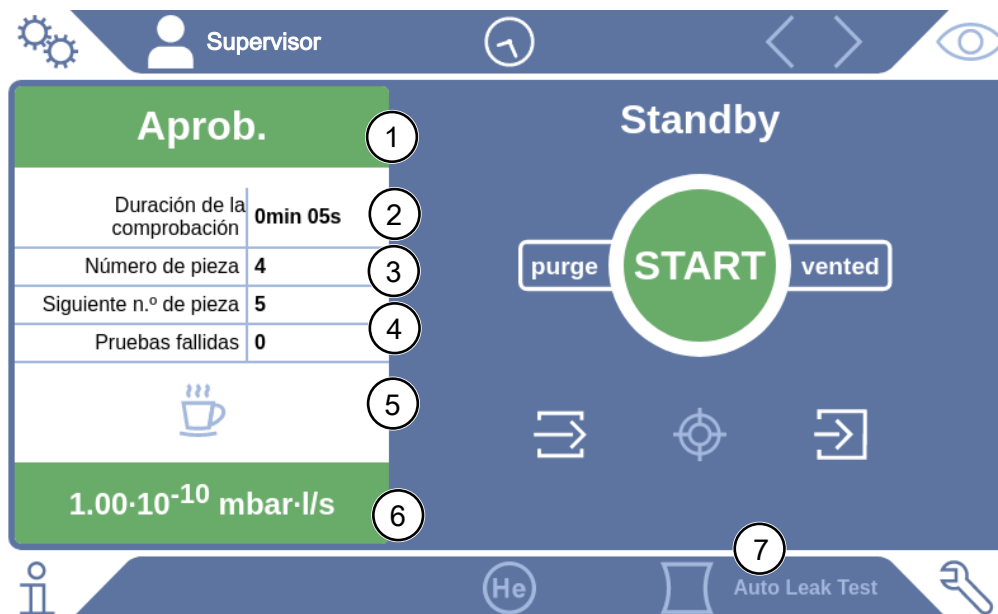 Supervisor
Aprob.
1
Duración de la
comprobación
0min 05s
2
Número de pieza
4
3
Siguiente n.º de pieza
5
4
Pruebas fallidas
0
5
1.00·10⁻¹⁰ mbar·l/s
6
Standby
purge
START
vented
7
He
Auto Leak Test